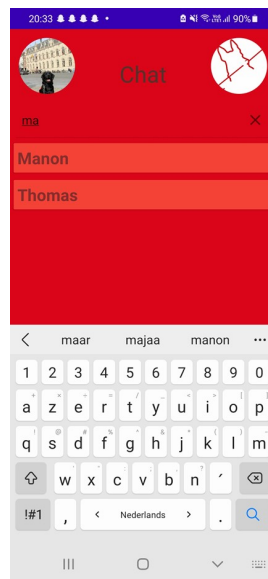 20:33 90%
Chat
ma
Manon
Thomas
maar majaa manon
1 2 3 4 5 6 7 8 9 0
a z e r t y u i o p
q s d f g h j k l m
w x c v b n ´
!#1 , < Nederlands > .